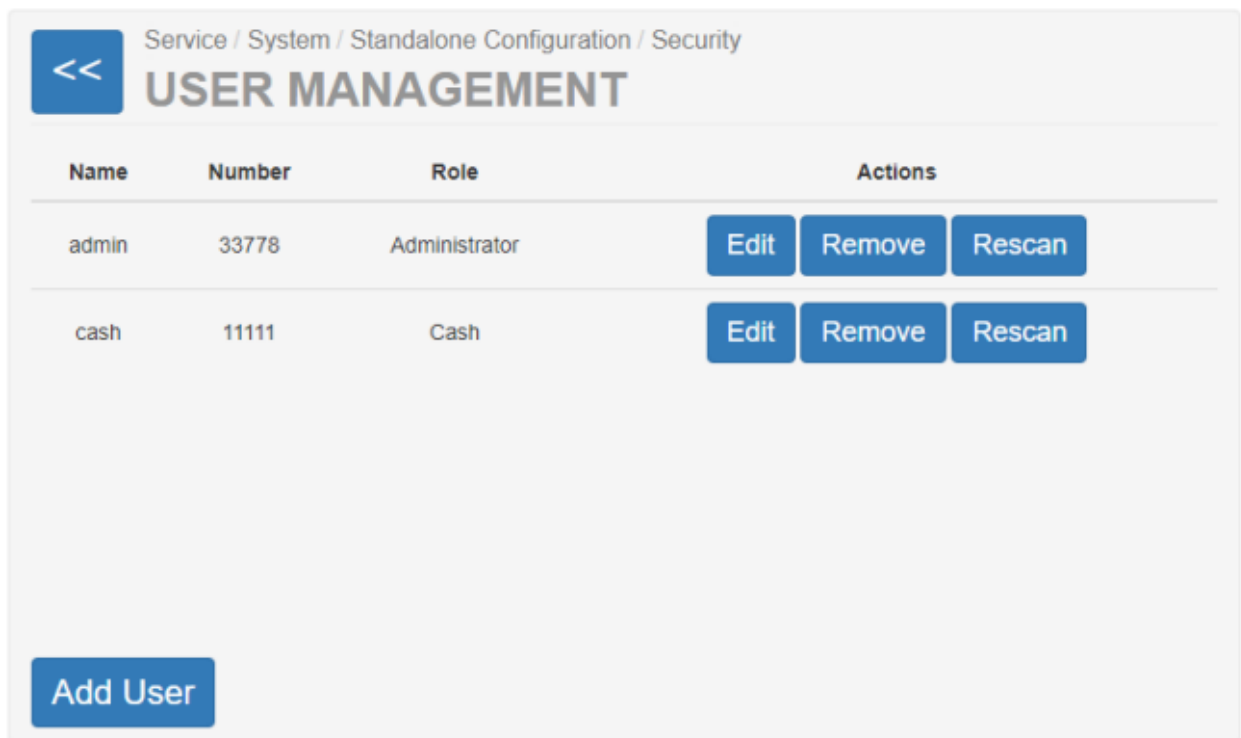 <<
Service / System / Standalone Configuration / Security
USER MANAGEMENT
Name Number Role Actions
admin 33778 Administrator Edit Remove Rescan
cash 11111 Cash Edit Remove Rescan
Add User